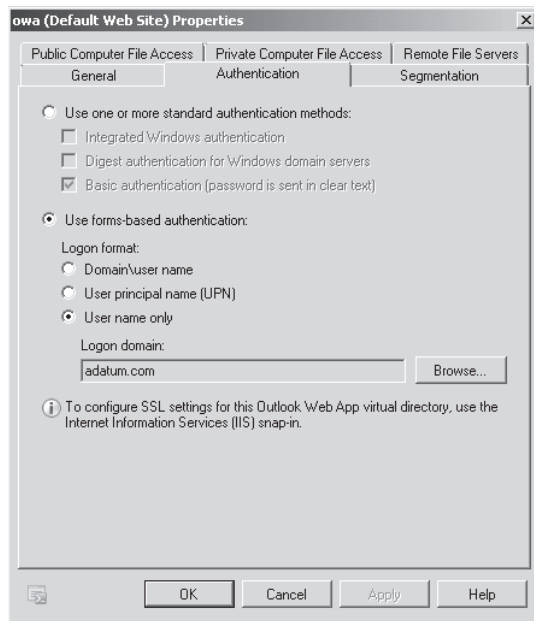 owa (Default Web Site) Properties
Public Computer File Access
Private Computer File Access
Remote File Servers
General
Authentication
Segmentation
Use one or more standard authentication methods:
Integrated Windows authentication
Digest authentication for Windows domain servers
Basic authentication (password is sent in clear text)
Use forms-based authentication:
Logon format:
Domain\user name
User principal name (UPN)
User name only
Logon domain:
adatum.com
Browse...
To configure SSL settings for this Outlook Web App virtual directory, use the
Internet Information Services (IIS) snap-in.
OK
Cancel
Apply
Help